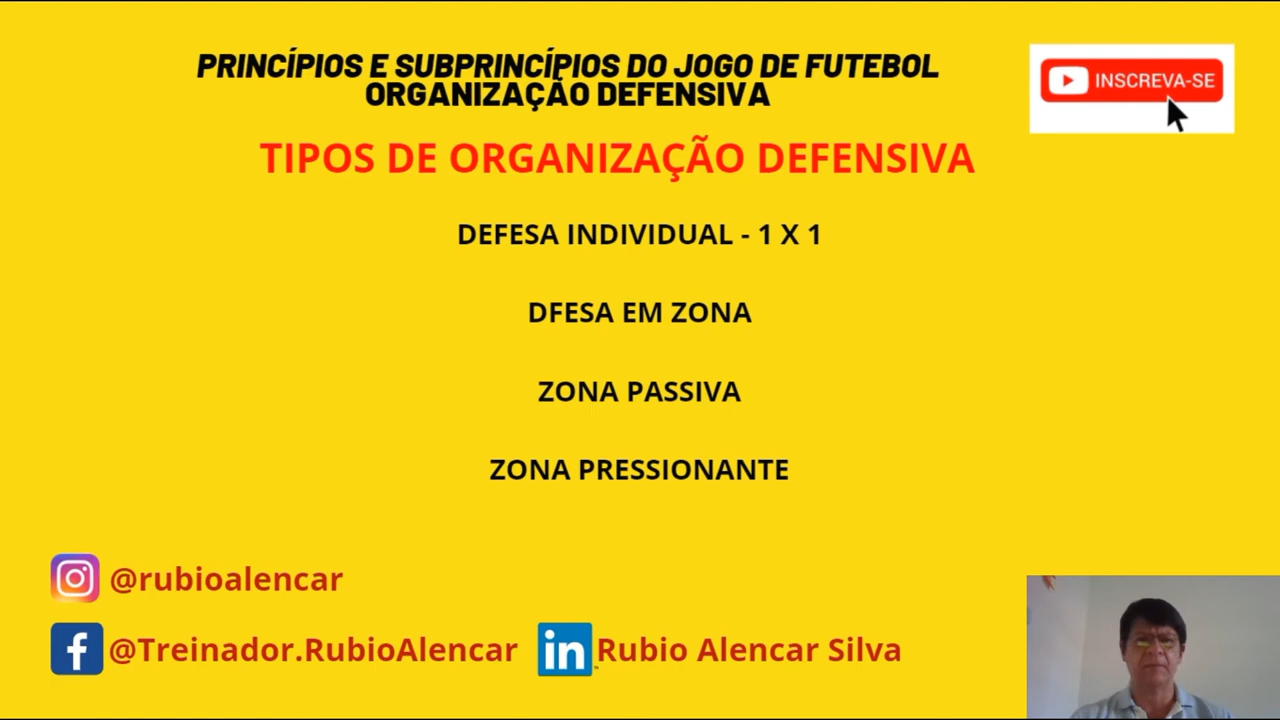 PRINCÍPIOS E SUBPRINCÍPIOS DO JOGO DE FUTEBOL
ORGANIZAÇÃO DEFENSIVA
INSCREVA-SE
TIPOS DE ORGANIZAÇÃO DEFENSIVA
DEFESA INDIVIDUAL - 1 X 1
DFESA EM ZONA
ZONA PASSIVA
ZONA PRESSIONANTE
@rubioalencar
@Treinador.RubioAlencar
in Rubio Alencar Silva